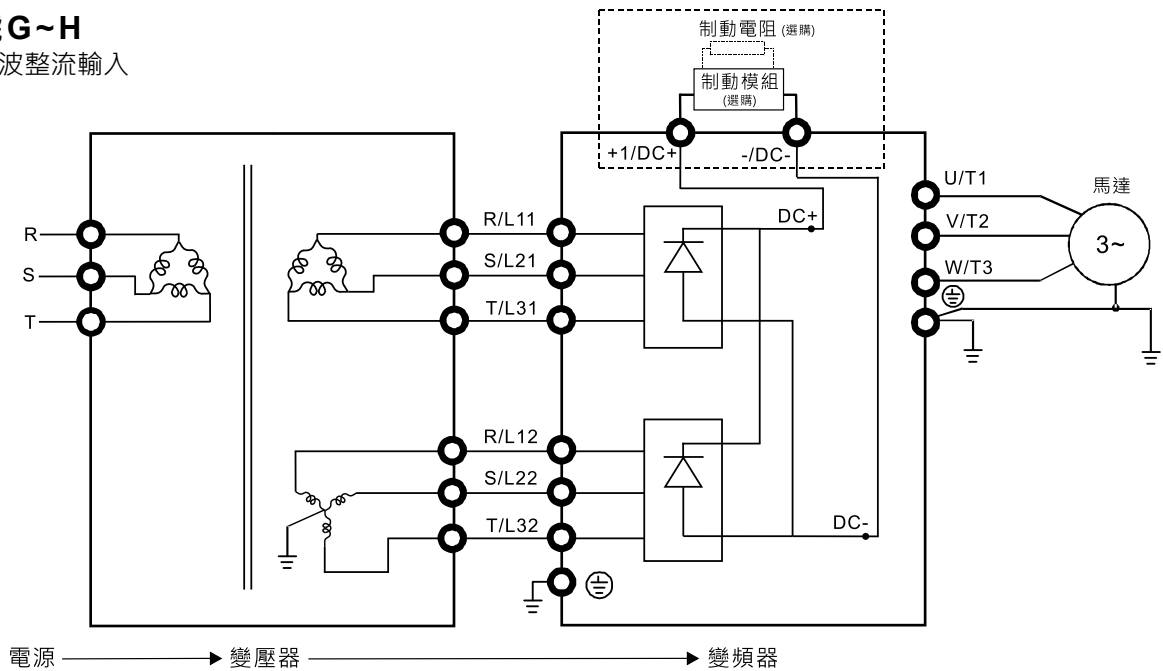 G~H
波整流輸入
制動電阻 (選購)
制動模組
(選購)
+1/DC+
-/DC-
R
S
T
R/L11
S/L21
T/L31
R/L12
S/L22
T/L32
DC+
DC-
U/T1
V/T2
W/T3
馬達
3~
電源
變壓器
變頻器